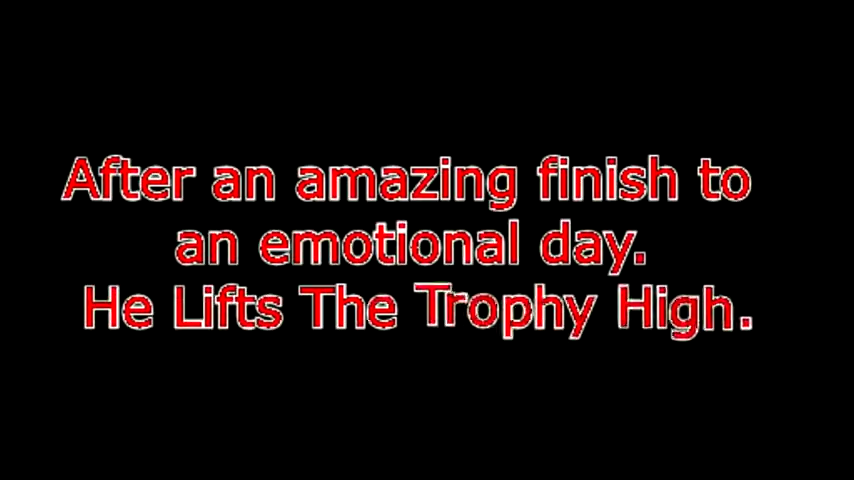 After an amazing finish to
an emotional day.
He Lifts The Trophy High.